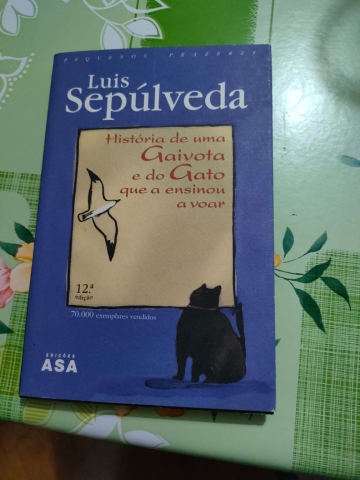 PEQUENOS PRAZERES
Luis
Sepúlveda
História de uma
Gaivota
e do Gato
que a ensinou
a voar
12.ª
edição
70.000 exemplares vendidos
EDIÇÕES
ASA